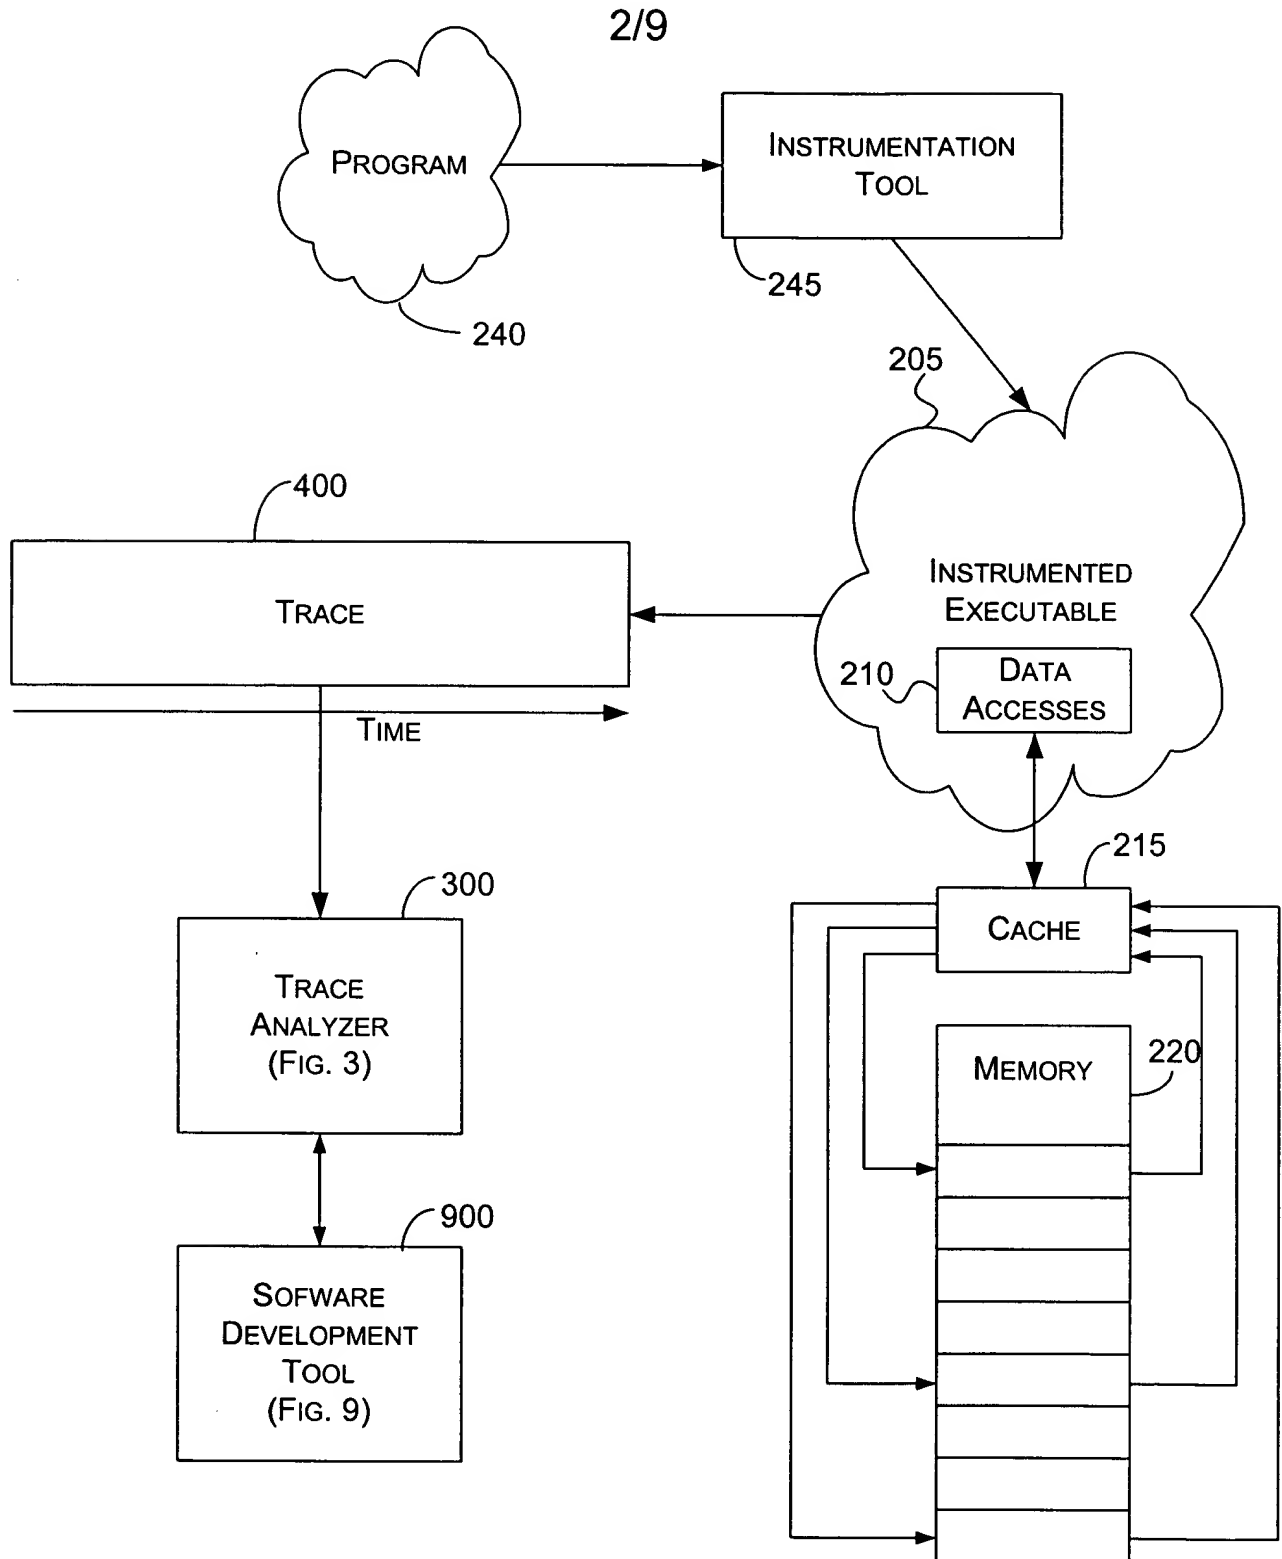 2/9
PROGRAM
INSTRUMENTATION
TOOL
245
240
205
400
INSTRUMENTED
EXECUTABLE
TRACE
210
DATA
ACCESSES
TIME
215
300
CACHE
TRACE
ANALYZER
(FIG. 3)
220
MEMORY
900
SOFWARE
DEVELOPMENT
TOOL
(FIG. 9)